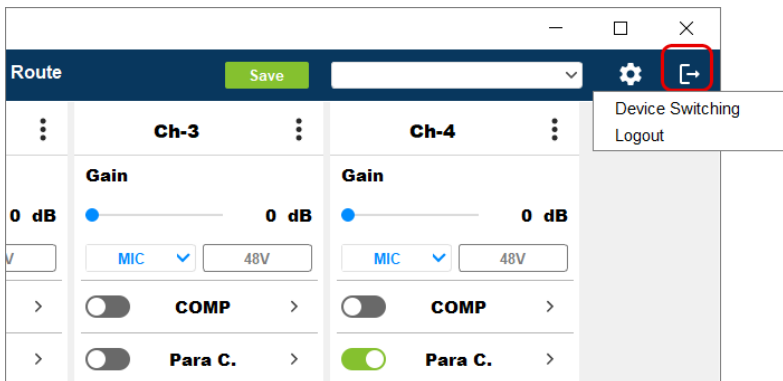 Route Save
Device Switching
Logout
Ch-3 Ch-4
Gain Gain
0 dB 0 dB 0 dB
V MIC 48V MIC 48V
COMP COMP
Para C. Para C.